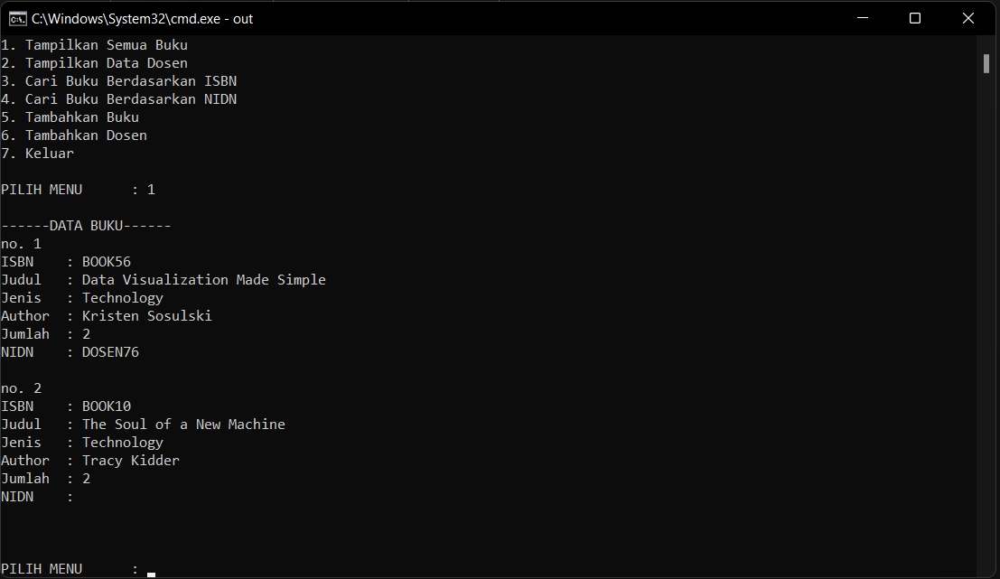 C:\Windows\System32\cmd.exe - out
1. Tampilkan Semua Buku
2. Tampilkan Data Dosen
3. Cari Buku Berdasarkan ISBN
4. Cari Buku Berdasarkan NIDN
5. Tambahkan Buku
6. Tambahkan Dosen
7. Keluar
PILIH MENU      : 1
------DATA BUKU------
no. 1
ISBN    : BOOK56
Judul   : Data Visualization Made Simple
Jenis   : Technology
Author  : Kristen Sosulski
Jumlah  : 2
NIDN    : DOSEN76
no. 2
ISBN    : BOOK10
Judul   : The Soul of a New Machine
Jenis   : Technology
Author  : Tracy Kidder
Jumlah  : 2
NIDN    :
PILIH MENU      :